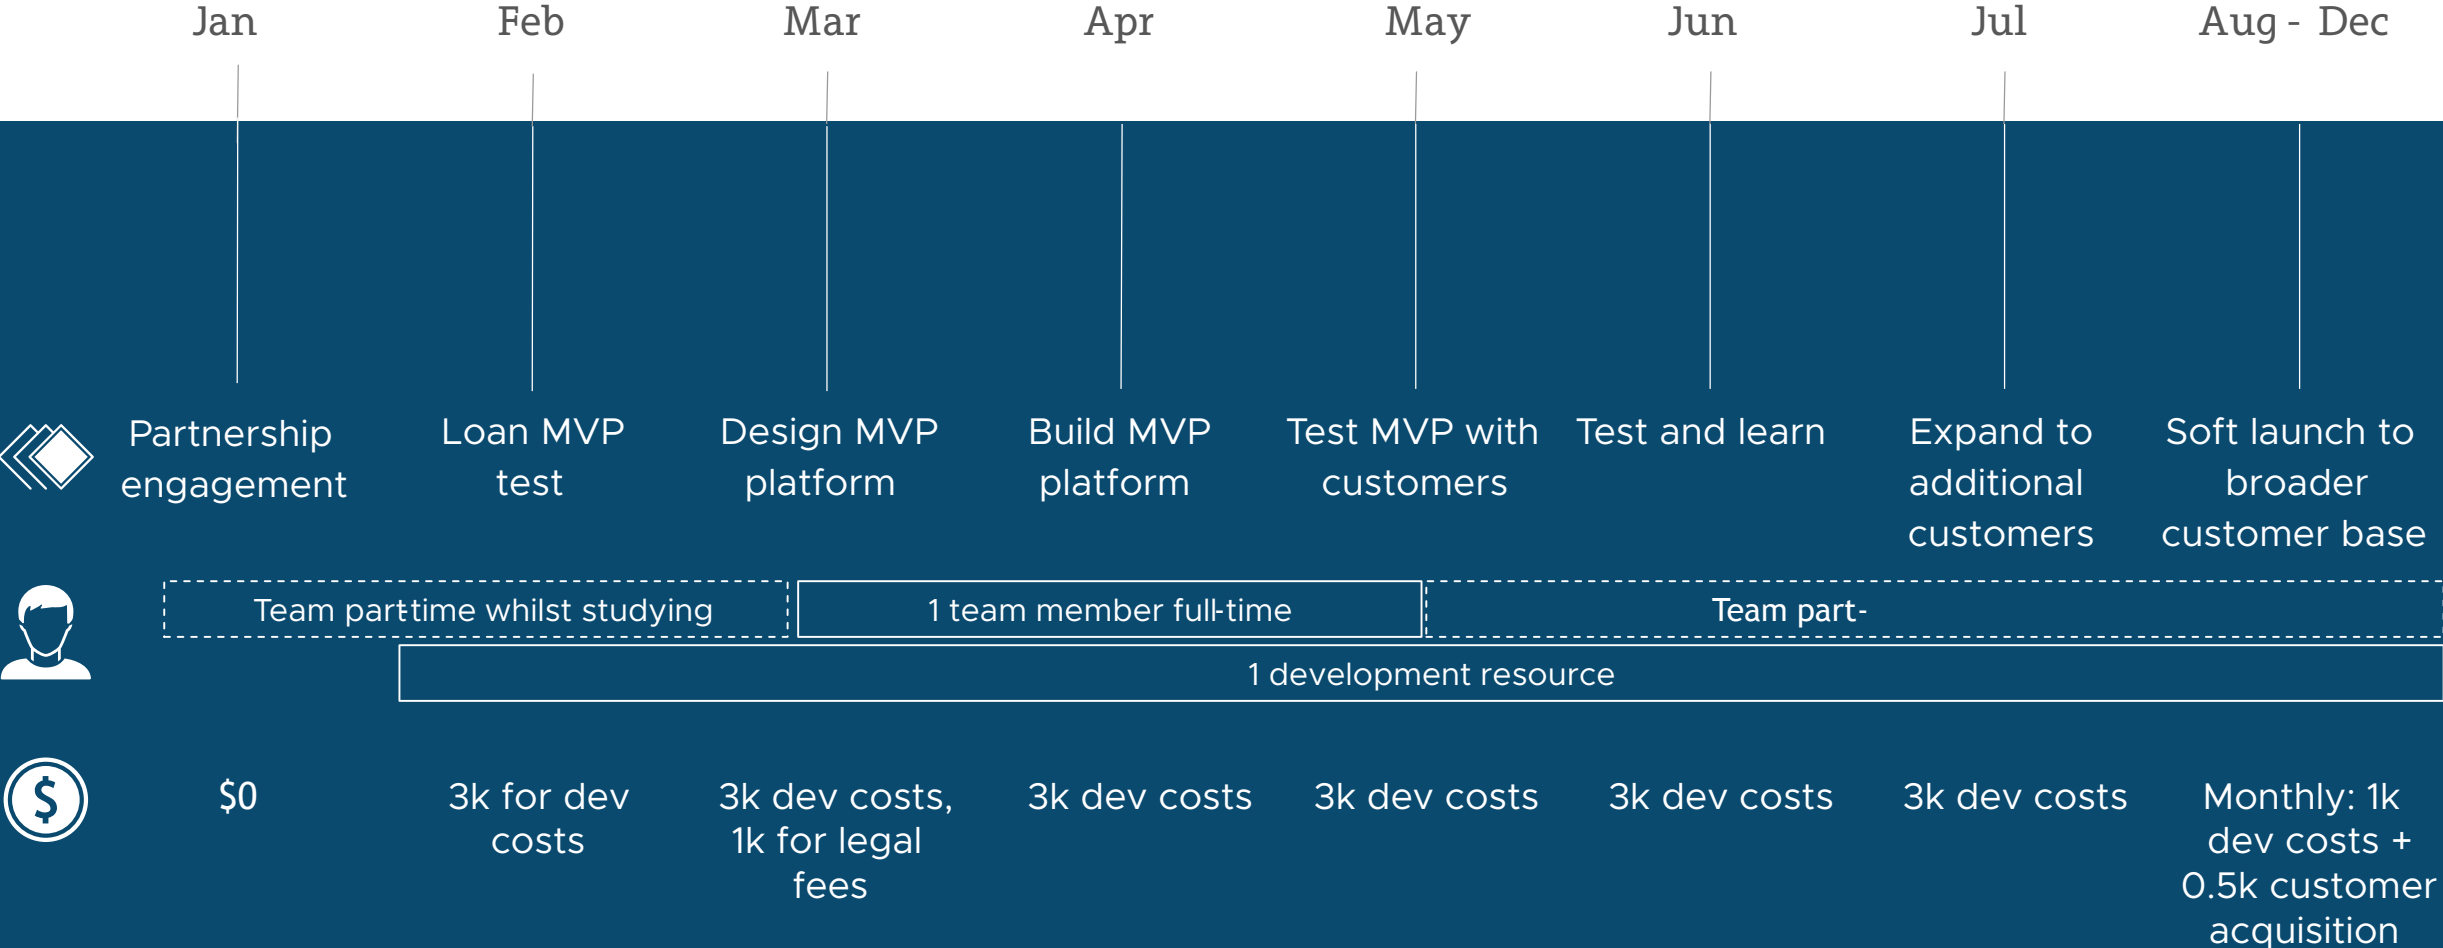 Jan Feb Mar Apr May Jun Jul Aug - Dec
Partnership
engagement
Loan MVP
test
Design MVP
platform
Build MVP
platform
Test MVP with
customers
Test and learn
Expand to
additional
customers
Soft launch to
broader
customer base
Team part-time whilst studying
1 team member full-time
Team part-
1 development resource
$
$0
3k for dev
costs
3k dev costs,
1k for legal
fees
3k dev costs
3k dev costs
3k dev costs
3k dev costs
Monthly: 1k
dev costs +
0.5k customer
acquisition